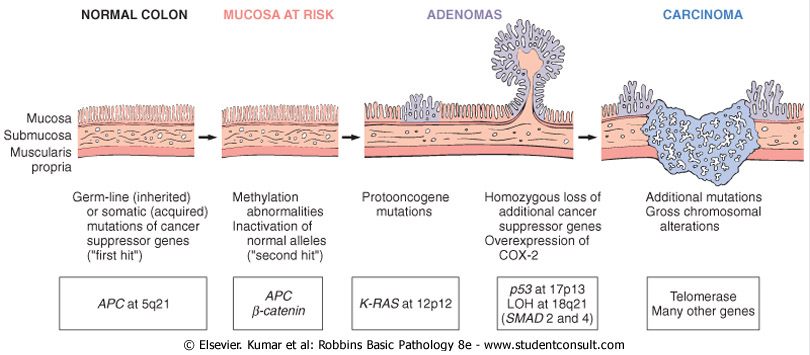 NORMAL COLON
MUCOSA AT RISK
ADENOMAS
CARCINOMA
Mucosa
Submucosa
Muscularis
propria
Germ-line (inherited)
or somatic (acquired)
mutations of cancer
suppressor genes
("first hit")
Methylation
abnormalities
Inactivation of
normal alleles
("second hit")
Protooncogene
mutations
Homozygous loss of
additional cancer
suppressor genes
Overexpression of
COX-2
Additional mutations
Gross chromosomal
alterations
APC at 5q21
APC
β-catenin
K-RAS at 12p12
p53 at 17p13
LOH at 18q21
(SMAD 2 and 4)
Telomerase
Many other genes
© Elsevier. Kumar et al: Robbins Basic Pathology 8e - www.studentconsult.com